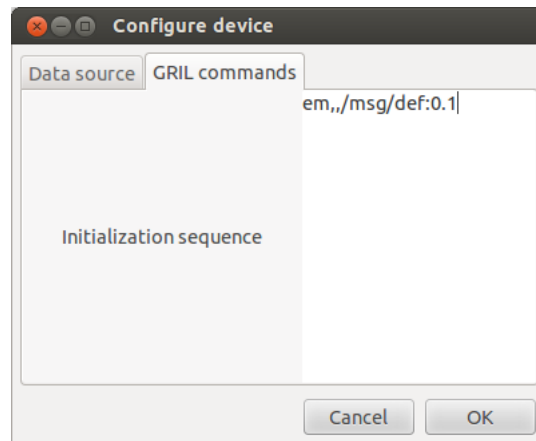 Configure device
Data source GRIL commands
em,,/msg/def:0.1
Initialization sequence
Cancel OK